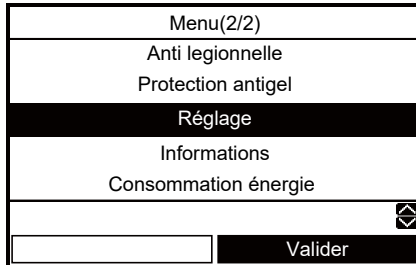 Menu(2/2)
Anti legionnelle
Protection antigel
Réglage
Informations
Consommation énergie
Valider